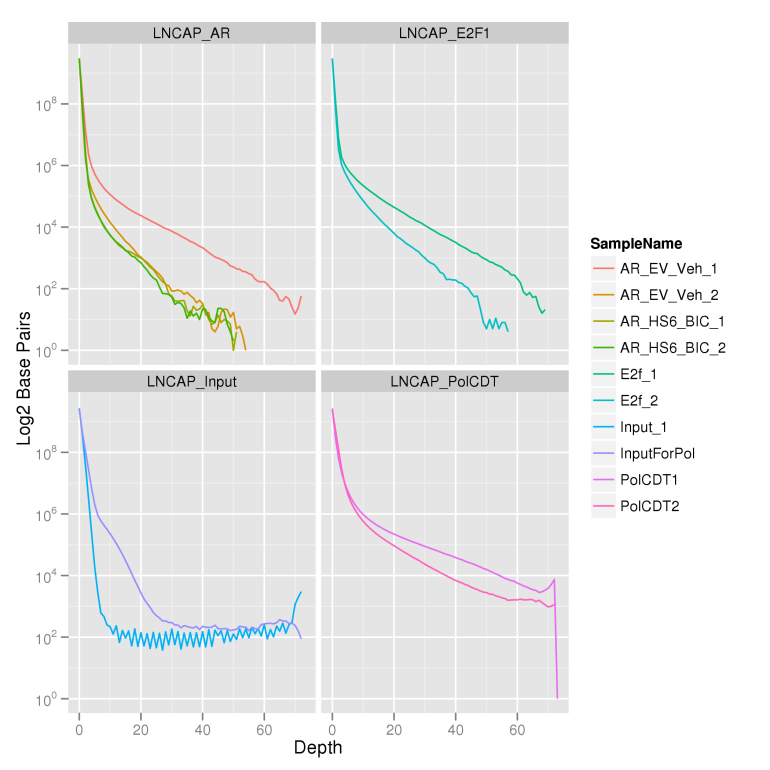 LNCAP_AR
LNCAP_E2F1
10^8
10^6
10^4
10^2
10^0
LNCAP_Input
LNCAP_PolCDT
10^8
10^6
10^4
10^2
10^0
0 20 40 60
0 20 40 60
Depth
Log2 Base Pairs
SampleName
AR_EV_Veh_1
AR_EV_Veh_2
AR_HS6_BIC_1
AR_HS6_BIC_2
E2f_1
E2f_2
Input_1
InputForPol
PolCDT1
PolCDT2